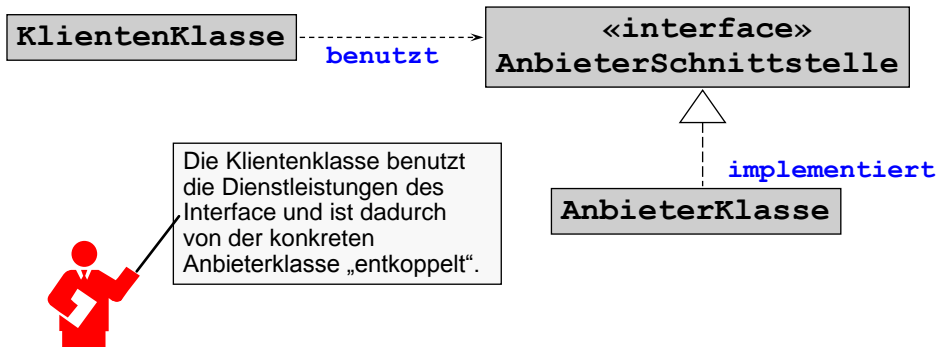 KlientenKlasse
benutzt
«interface»
AnbieterSchnittstelle
implementiert
AnbieterKlasse
Die Klientenklasse benutzt
die Dienstleistungen des
Interface und ist dadurch
von der konkreten
Anbieterklasse „entkoppelt“.